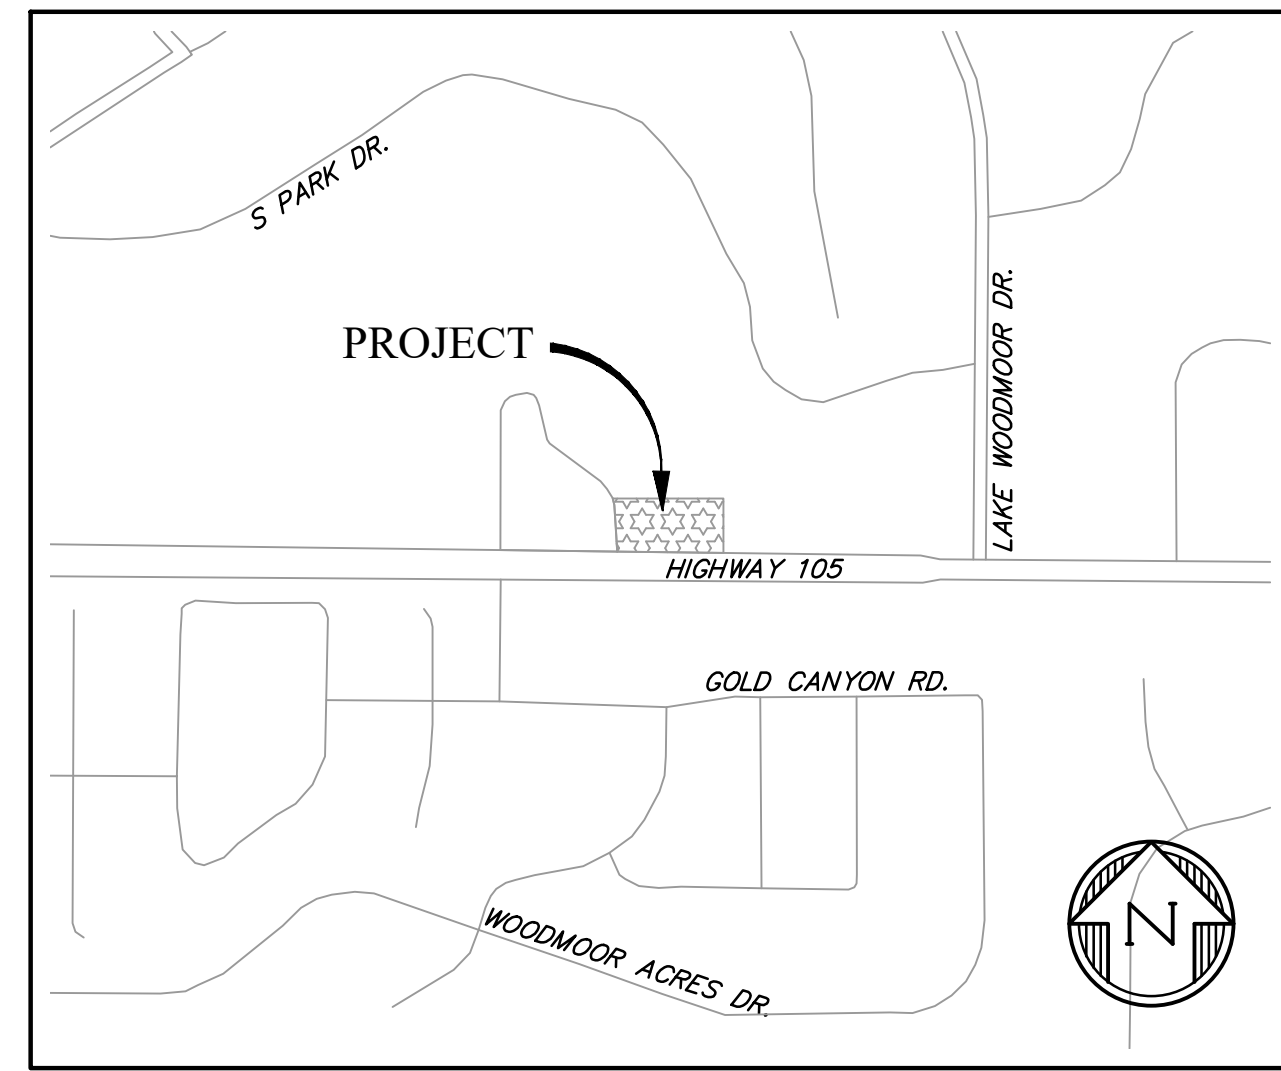 S PARK DR.
LAKE WOODMOOR DR.
PROJECT
HIGHWAY 105
GOLD CANYON RD.
WOODMOOR ACRES DR.
N